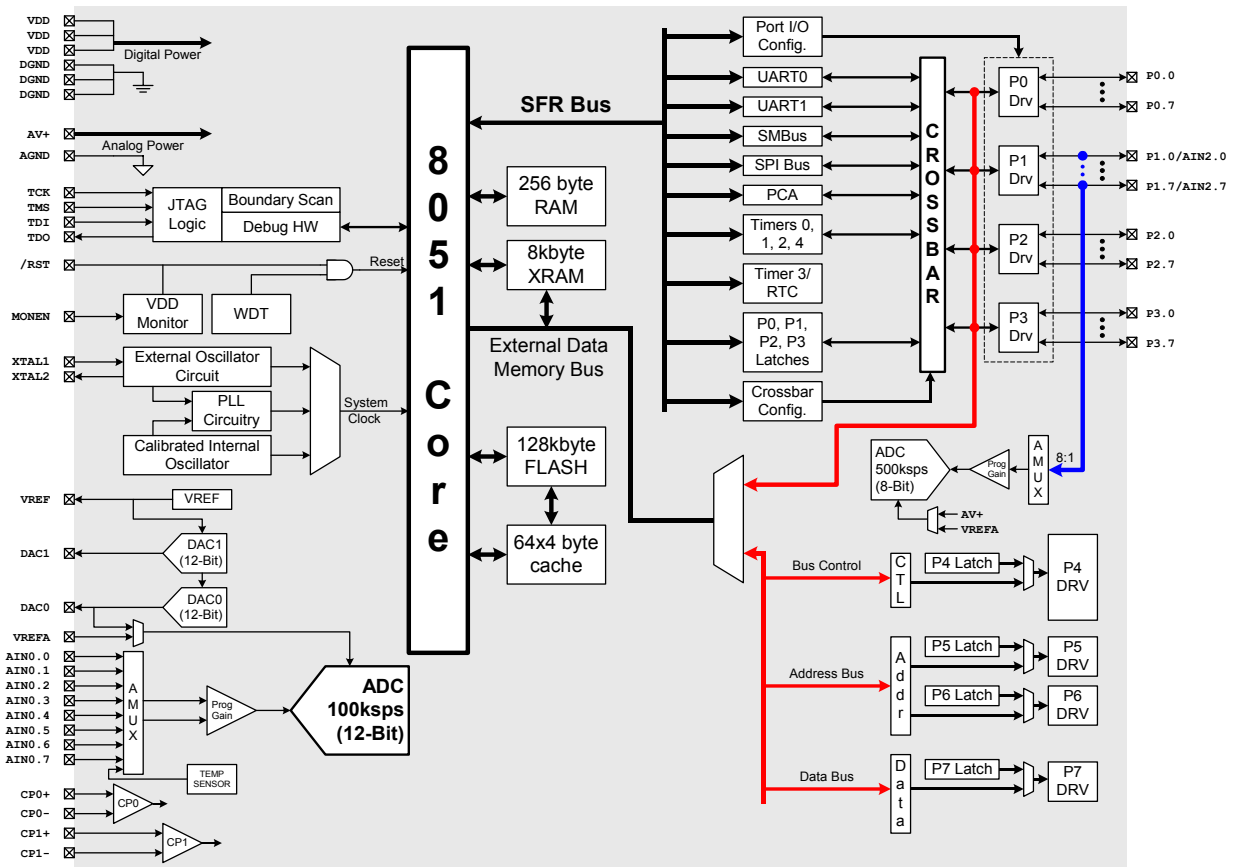 VDD
VDD
VDD
Digital Power
DGND
DGND
DGND
AV+
Analog Power
AGND
TCK
TMS
TDI
TDO
JTAG
Logic
Boundary Scan
Debug HW
/RST
Reset
MONEN
VDD
Monitor
WDT
XTAL1
XTAL2
External Oscillator
Circuit
PLL
Circuitry
Calibrated Internal
Oscillator
System
Clock
VREF
VREF
DAC1
DAC1
(12-Bit)
DAC0
DAC0
(12-Bit)
VREFA
AIN0.0
AIN0.1
AIN0.2
AIN0.3
AIN0.4
AIN0.5
AIN0.6
AIN0.7
AMUX
Prog
Gain
ADC
100ksps
(12-Bit)
TEMP
SENSOR
CP0+
CP0-
CP0
CP1+
CP1-
CP1
8051 Core
SFR Bus
256 byte
RAM
8kbyte
XRAM
External Data
Memory Bus
128kbyte
FLASH
64x4 byte
cache
Port I/O
Config.
UART0
UART1
SMBus
SPI Bus
PCA
Timers 0,
1, 2, 4
Timer 3/
RTC
P0, P1,
P2, P3
Latches
Crossbar
Config.
CROSSBAR
P0
Drv
P1
Drv
P2
Drv
P3
Drv
P0.0
P0.7
P1.0/AIN2.0
P1.7/AIN2.7
P2.0
P2.7
P3.0
P3.7
ADC
500ksps
(8-Bit)
Prog
Gain
AMUX
8:1
AV+
VREFA
Bus Control
CTL
P4 Latch
P4
DRV
Address Bus
Addr
P5 Latch
P5
DRV
P6 Latch
P6
DRV
Data Bus
Data
P7 Latch
P7
DRV